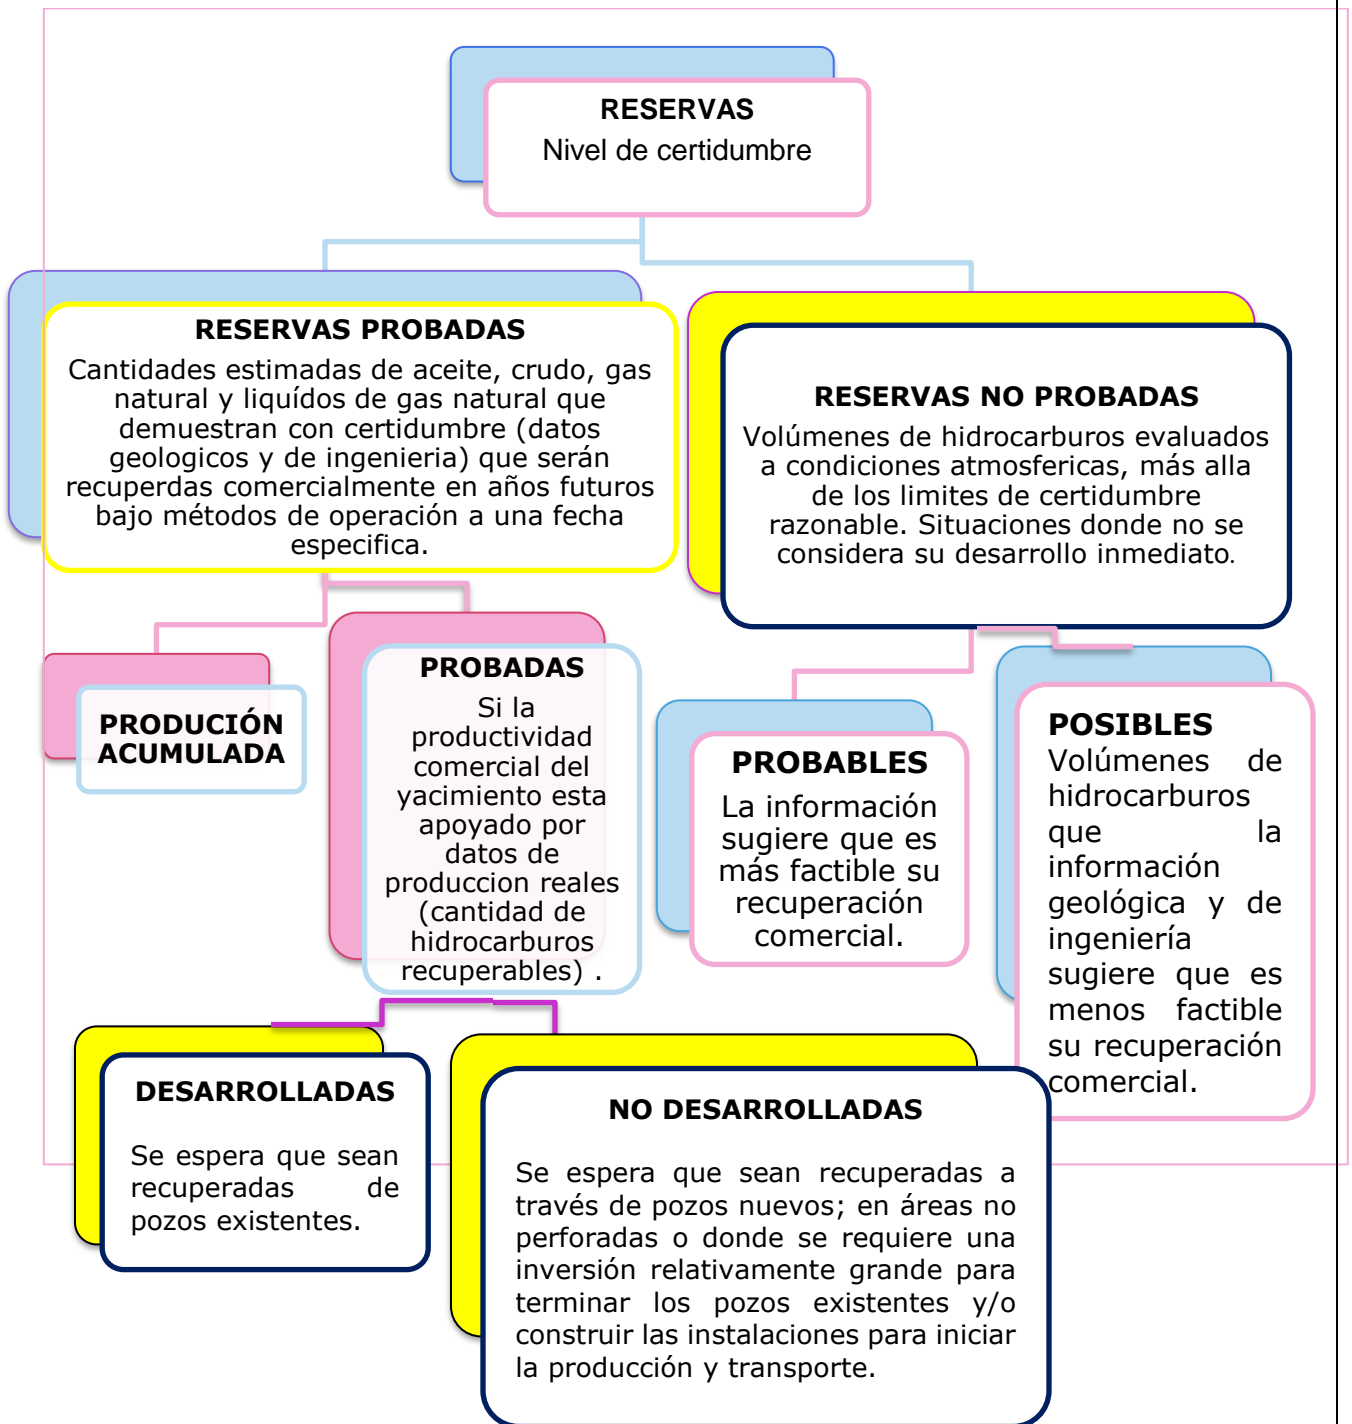 RESERVAS
Nivel de certidumbre
RESERVAS PROBADAS
Cantidades estimadas de aceite, crudo, gas
natural y liquídos de gas natural que
demuestran con certidumbre (datos
geologicos y de ingenieria) que serán
recuperdas comercialmente en años futuros
bajo métodos de operación a una fecha
especifica.
RESERVAS NO PROBADAS
Volúmenes de hidrocarburos evaluados
a condiciones atmosfericas, más alla
de los limites de certidumbre
razonable. Situaciones donde no se
considera su desarrollo inmediato.
PRODUCIÓN
ACUMULADA
PROBADAS
Si la
productividad
comercial del
yacimiento esta
apoyado por
datos de
produccion reales
(cantidad de
hidrocarburos
recuperables) .
PROBABLES
La información
sugiere que es
más factible su
recuperación
comercial.
POSIBLES
Volúmenes de
hidrocarburos
que la
información
geológica y de
ingeniería
sugiere que es
menos factible
su recuperación
comercial.
DESARROLLADAS
Se espera que sean
recuperadas de
pozos existentes.
NO DESARROLLADAS
Se espera que sean recuperadas a
través de pozos nuevos; en áreas no
perforadas o donde se requiere una
inversión relativamente grande para
terminar los pozos existentes y/o
construir las instalaciones para iniciar
la producción y transporte.